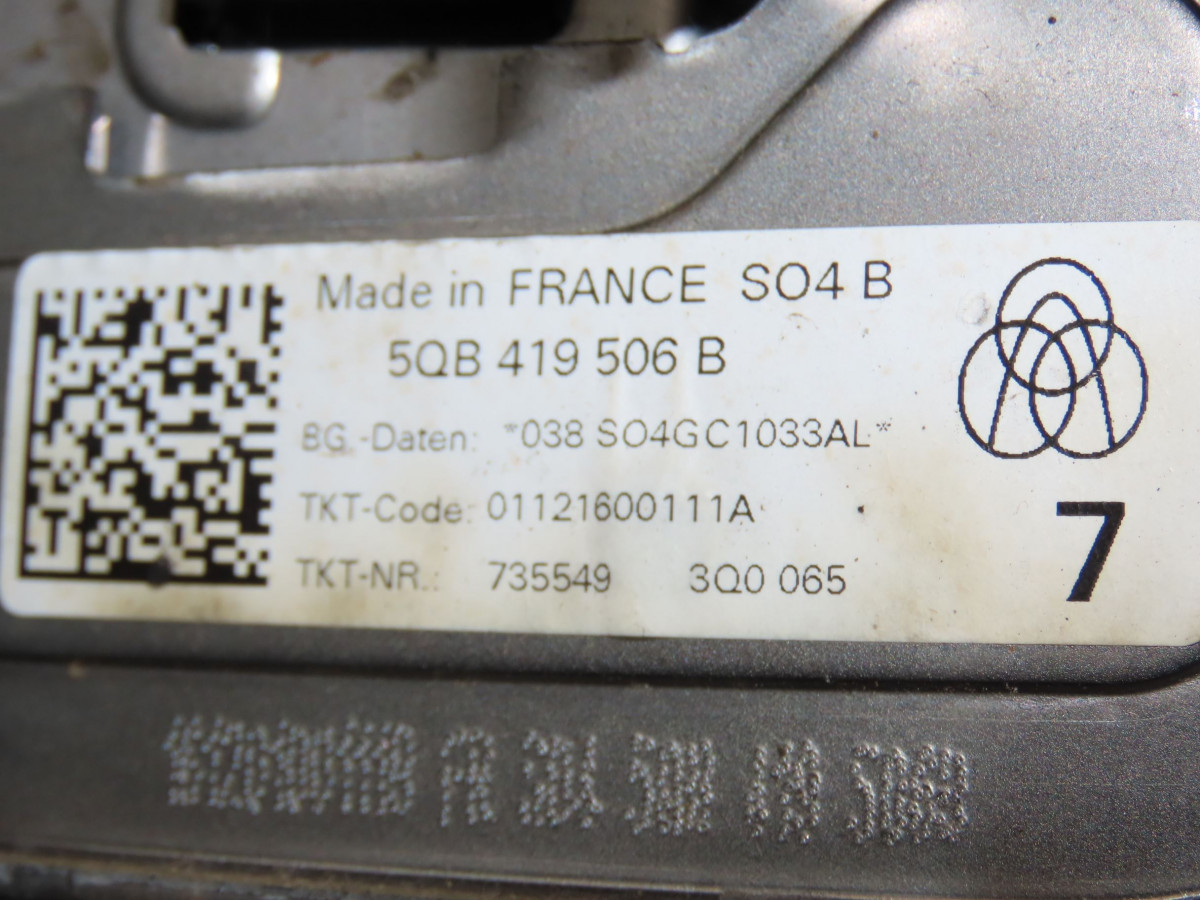 Made in FRANCE SO4 B
5QB 419 506 B
BG.-Daten: *038 SO4GC1033AL*
TKT-Code: 01121600111A
TKT-NR.: 735549 3Q0 065
7